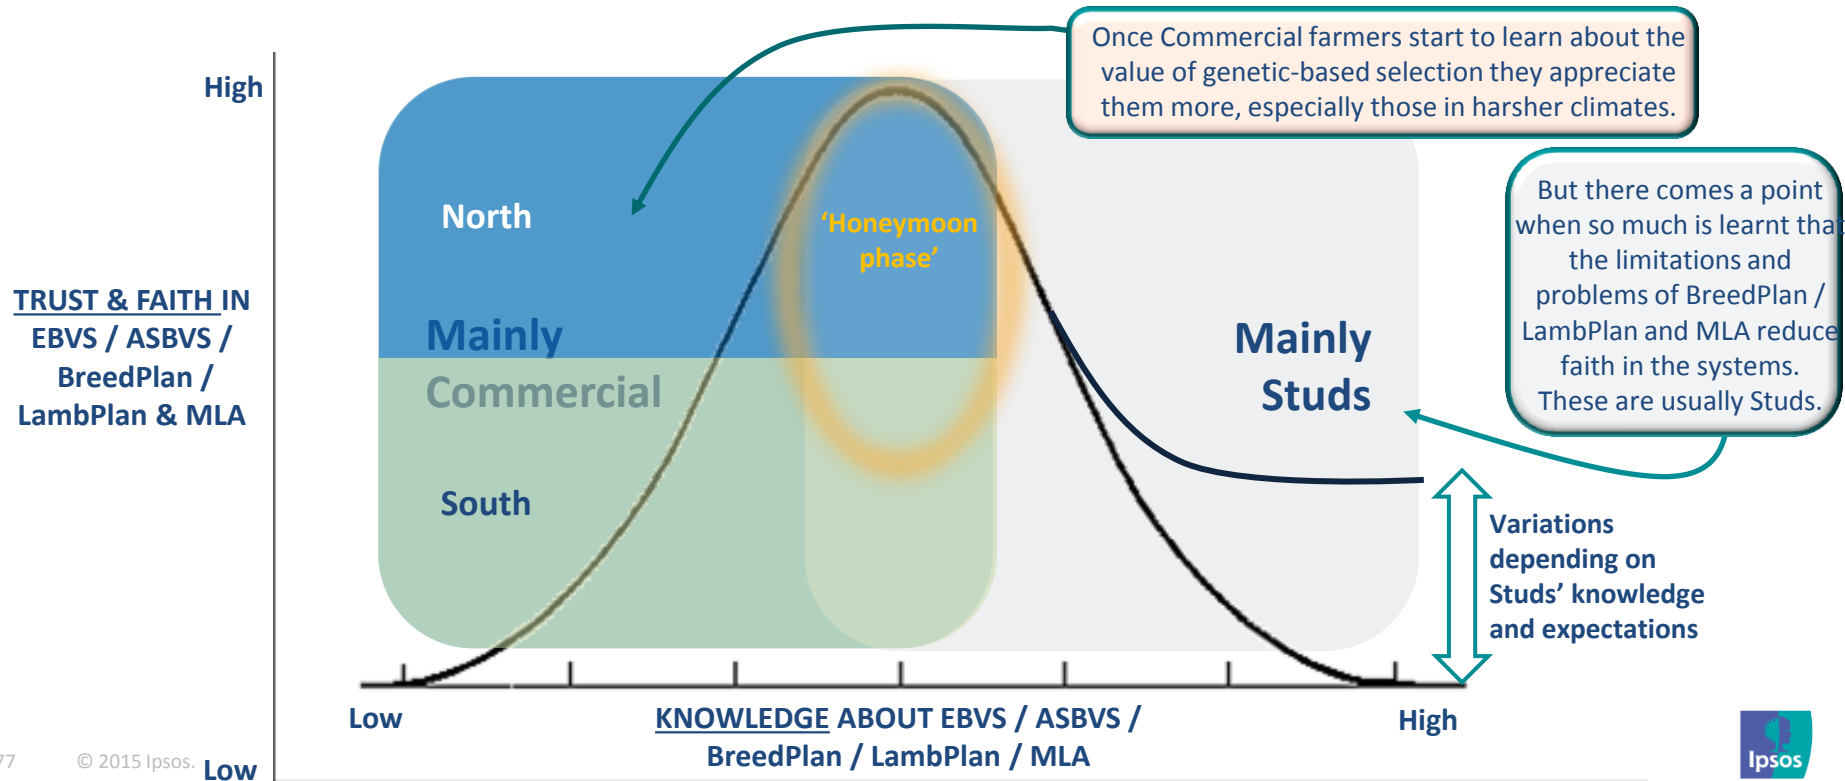 Once Commercial farmers start to learn about the
value of genetic-based selection they appreciate
them more, especially those in harsher climates.
High
But there comes a point
when so much is learnt that
the limitations and
problems of BreedPlan /
LambPlan and MLA reduce
faith in the systems.
These are usually Studs.
North
'Honeymoon
phase'
TRUST & FAITH IN
EBVS / ASBVS /
BreedPlan /
LambPlan & MLA
Mainly
Commercial
Mainly
Studs
South
Variations
depending on
Studs' knowledge
and expectations
Low
KNOWLEDGE ABOUT EBVS / ASBVS /
BreedPlan / LambPlan / MLA
High
77
© 2015 Ipsos.
Low
Ipsos